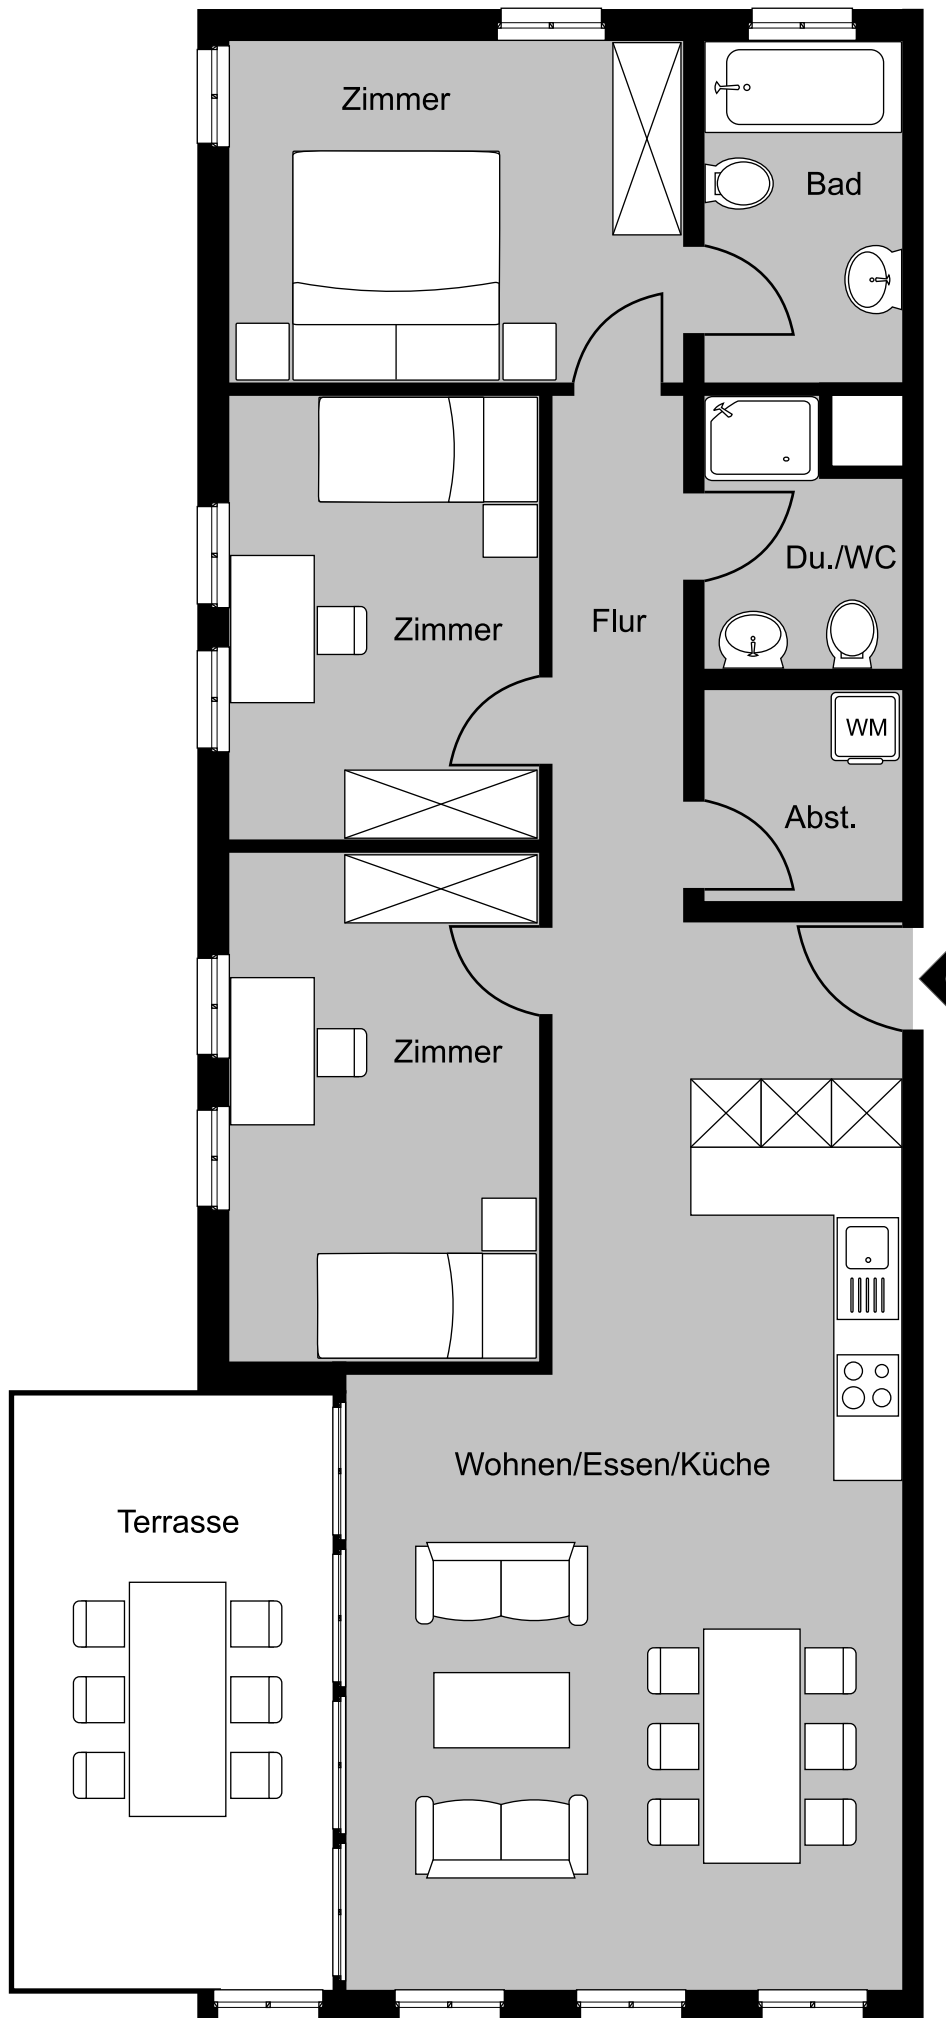 Zimmer
Bad
Du./WC
Zimmer
Flur
WM
Abst.
Zimmer
Wohnen/Essen/Küche
Terrasse